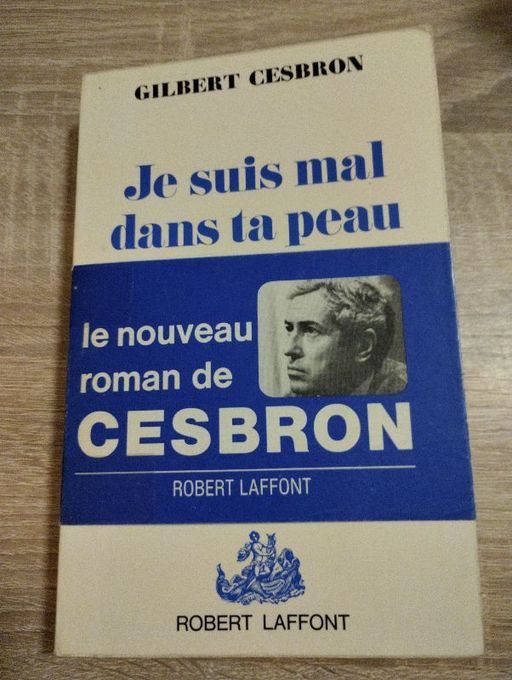 GILBERT CESBRON
Je suis mal
dans ta peau
le nouveau
roman de
CESBRON
ROBERT LAFFONT
ROBERT LAFFONT